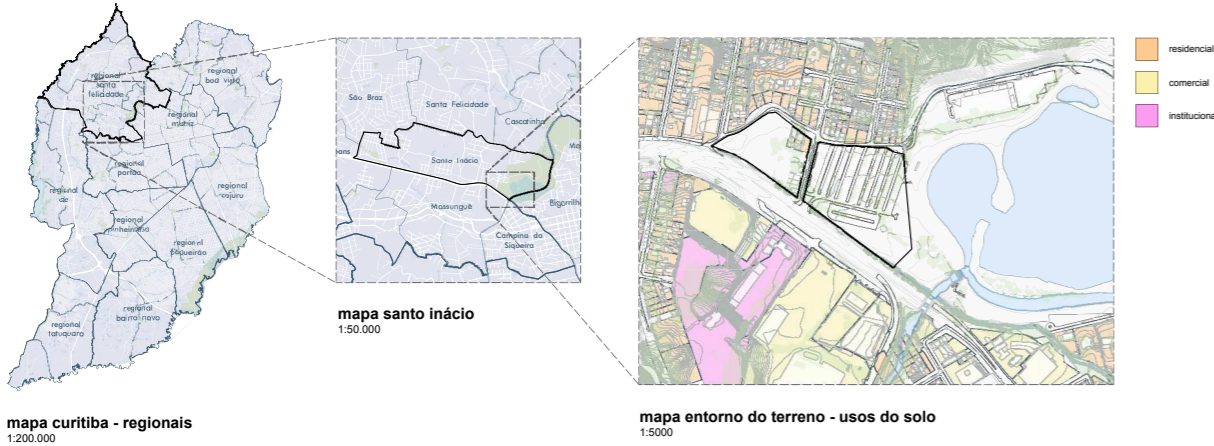 regional
santa
felicidade
regional
boa vista
regional
matriz
regional
portão
regional
cajuru
regional
cic
regional
pinheirinho
regional
boqueirão
regional
tatuquara
regional
bairro novo
mapa curitiba - regionais
1:200.000
São Braz
Santa Felicidade
Cascatinha
Santo Inácio
Mossunguê
Campina do
Siqueira
mapa santo inácio
1:50.000
residencial
comercial
instituciona
mapa entorno do terreno - usos do solo
1:5000